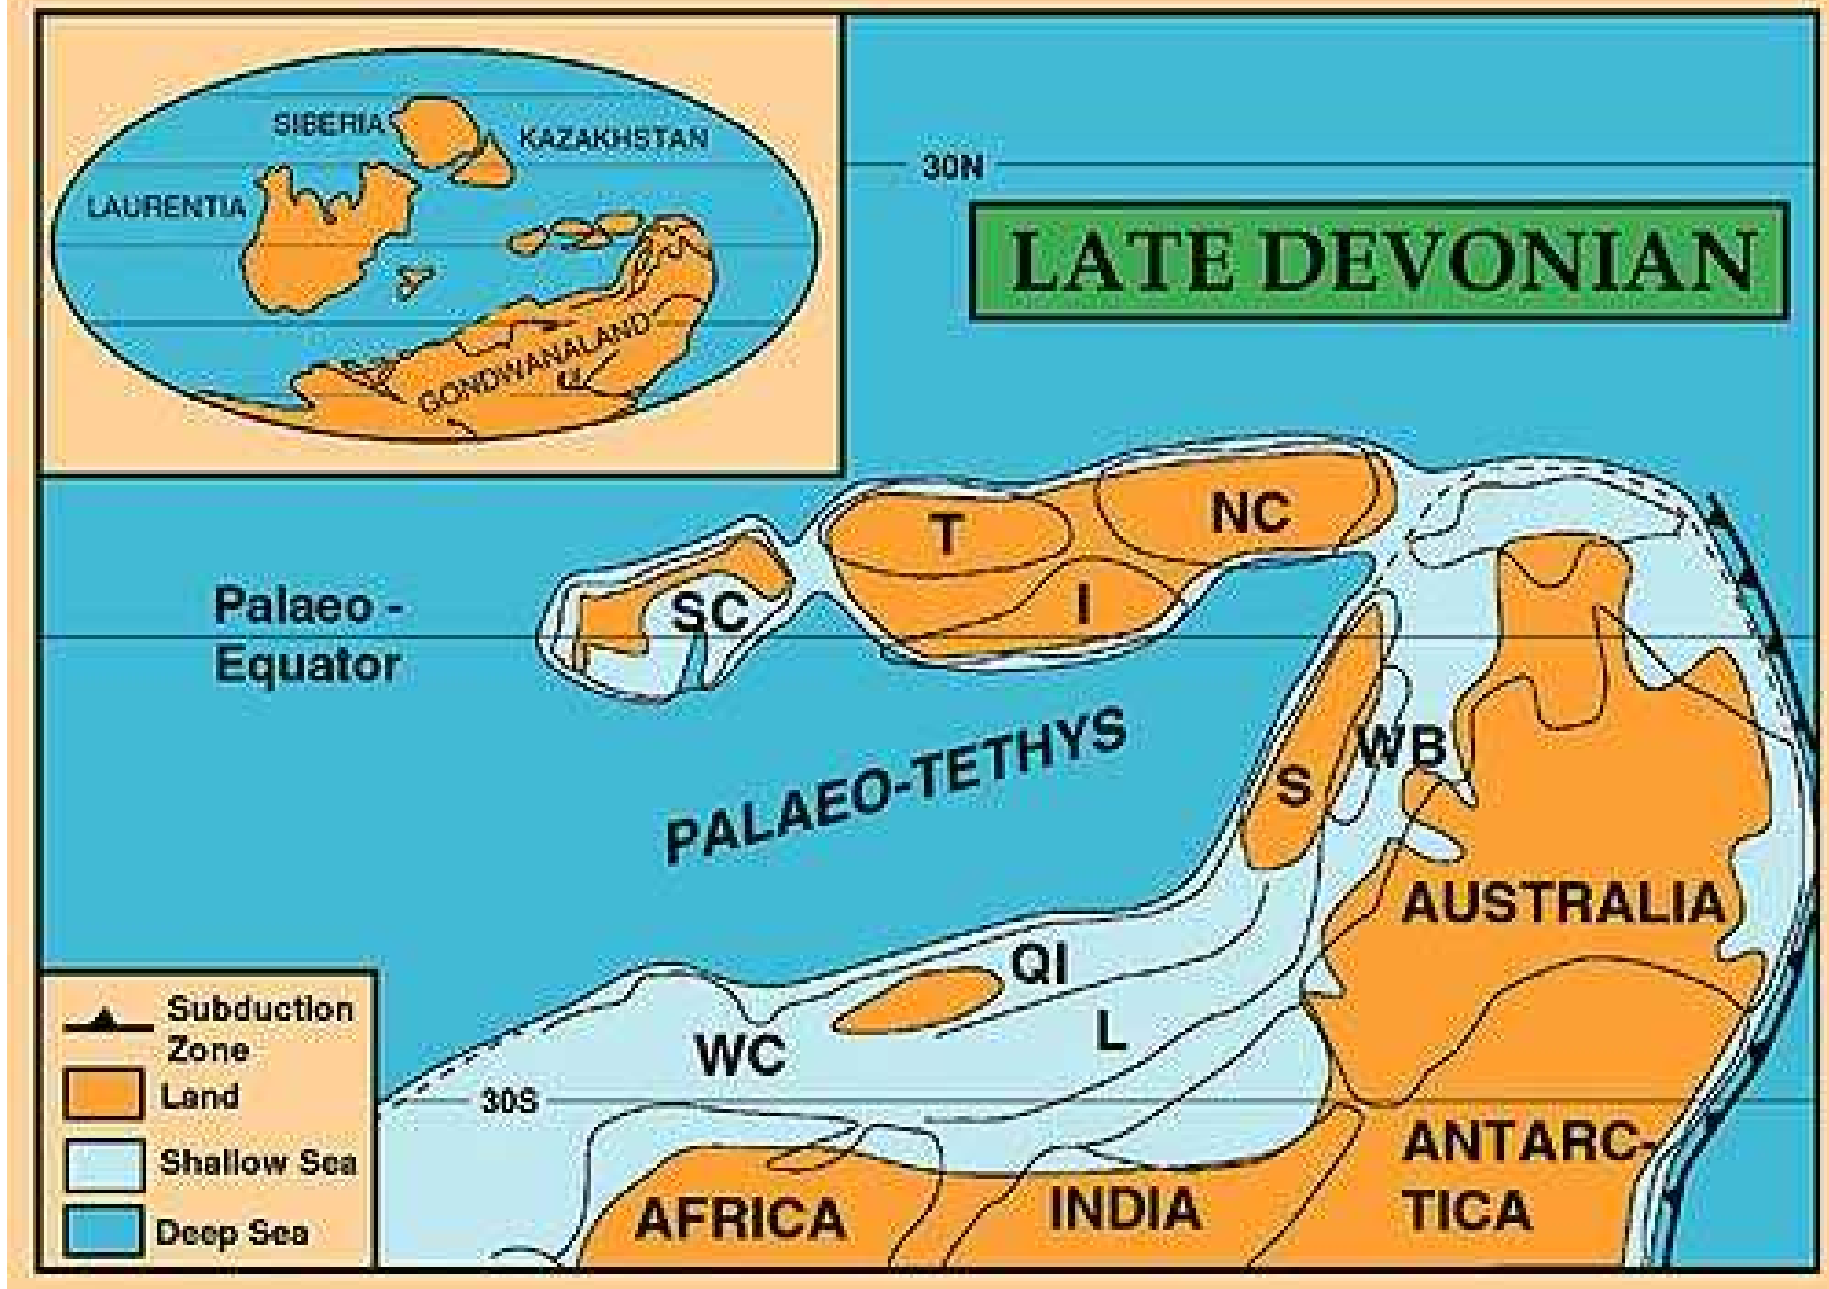 SIBERIA
KAZAKHSTAN
LAURENTIA
GONDWANALAND
30N
LATE DEVONIAN
T
NC
SC
I
Palaeo -
Equator
PALAEO-TETHYS
WB
S
AUSTRALIA
QI
L
WC
30S
ANTARC-
TICA
AFRICA
INDIA
Subduction
Zone
Land
Shallow Sea
Deep Sea